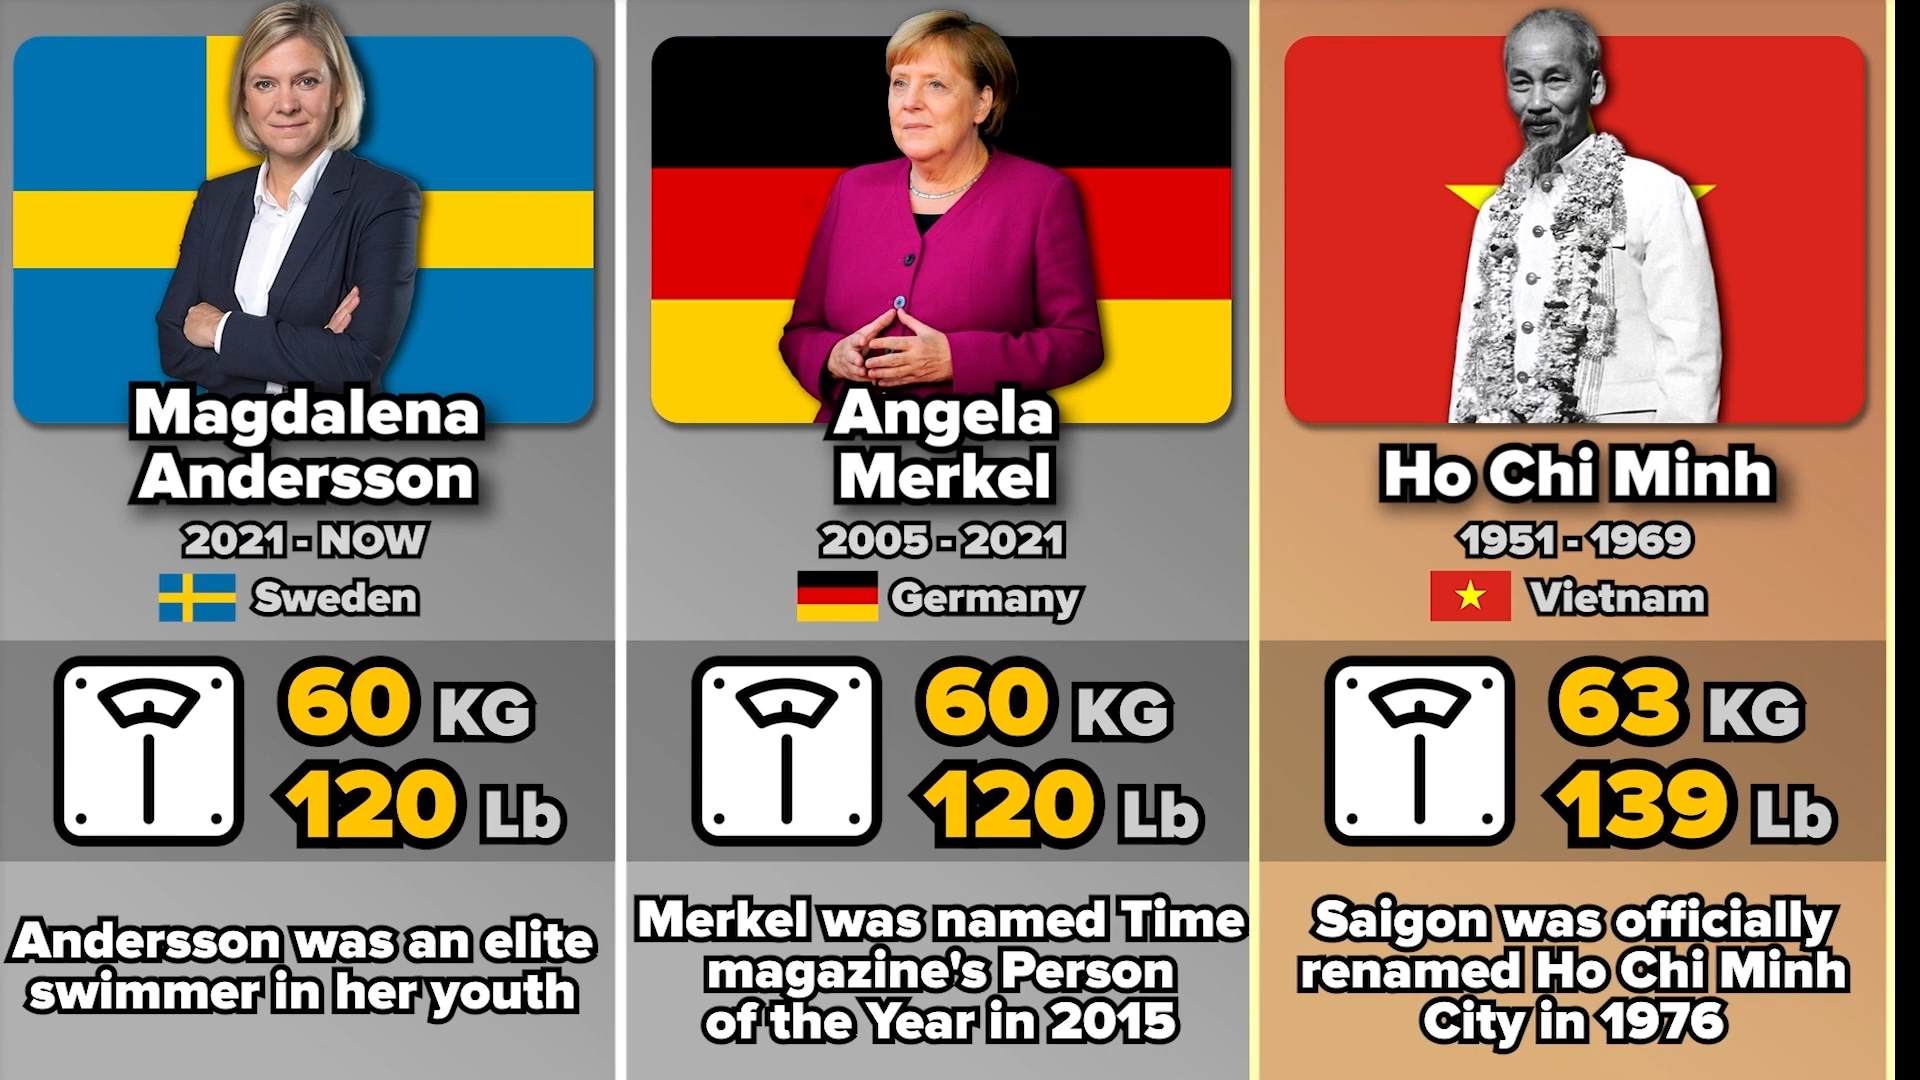 Magdalena
Andersson
2021 - NOW
Sweden
60 KG
120 Lb
Andersson was an elite
swimmer in her youth
Angela
Merkel
2005 - 2021
Germany
60 KG
120 Lb
Merkel was named Time
magazine's Person
of the Year in 2015
Ho Chi Minh
1951 - 1969
Vietnam
63 KG
139 Lb
Saigon was officially
renamed Ho Chi Minh
City in 1976